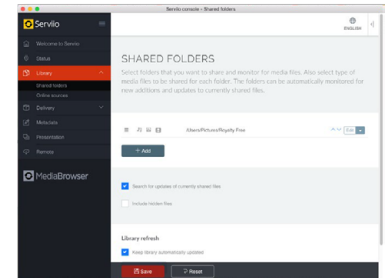 Serviio console - Shared folders
Serviio
ENGLISH
Welcome to Serviio
Status
Library
Shared folders
Online sources
Delivery
Metadata
Presentation
Remote
MediaBrowser
SHARED FOLDERS
Select folders that you want to share and monitor for media files. Also select type of
media files to be shared for each folder. The folders can be automatically monitored for
new additions and updates to currently shared files.
/Users/Pictures/Royalty Free
Edit
+ Add
Search for updates of currently shared files
Include hidden files
Library refresh
Keep library automatically updated
Save
Reset